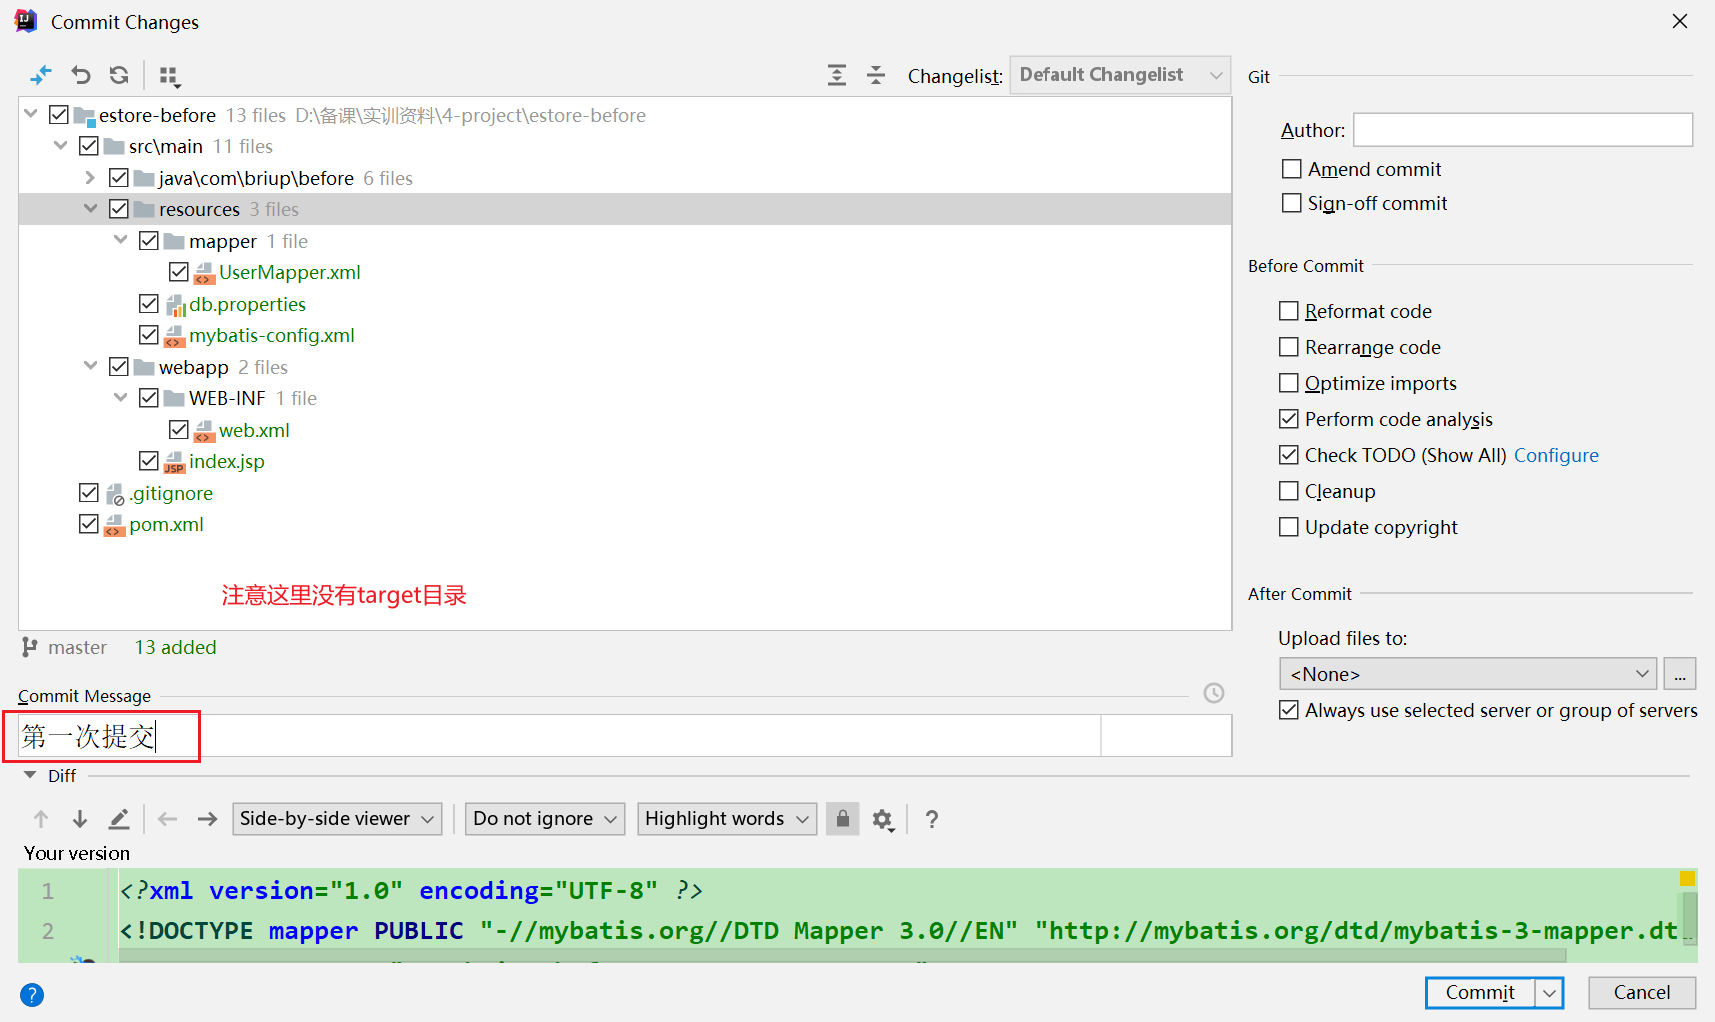 Commit Changes
Changelist: Default Changelist
estore-before 13 files D:\备课\实训资料\4-project\estore-before
src\main 11 files
java\com\briup\before 6 files
resources 3 files
mapper 1 file
UserMapper.xml
db.properties
mybatis-config.xml
webapp 2 files
WEB-INF 1 file
web.xml
index.jsp
.gitignore
pom.xml
注意这里没有target目录
master 13 added
Git
Author:
Amend commit
Sign-off commit
Before Commit
Reformat code
Rearrange code
Optimize imports
Perform code analysis
Check TODO (Show All) Configure
Cleanup
Update copyright
After Commit
Upload files to:
<None> ...
Always use selected server or group of servers
Commit Message
第一次提交
Diff
Side-by-side viewer Do not ignore Highlight words ?
Your version
1 <?xml version="1.0" encoding="UTF-8" ?>
2 <!DOCTYPE mapper PUBLIC "-//mybatis.org//DTD Mapper 3.0//EN" "http://mybatis.org/dtd/mybatis-3-mapper.dt
? Commit Cancel